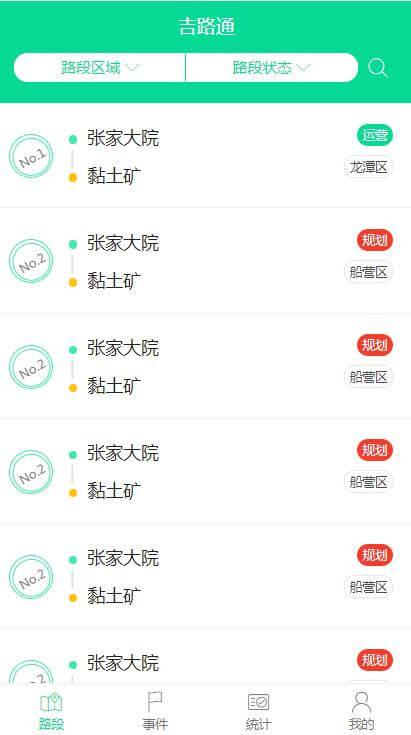 吉路通
路段区域 路段状态
No.1 张家大院 运营
黏土矿 龙潭区
No.2 张家大院 规划
黏土矿 船营区
No.2 张家大院 规划
黏土矿 船营区
No.2 张家大院 规划
黏土矿 船营区
No.2 张家大院 规划
黏土矿 船营区
No.2 张家大院 规划
路段 事件 统计 我的